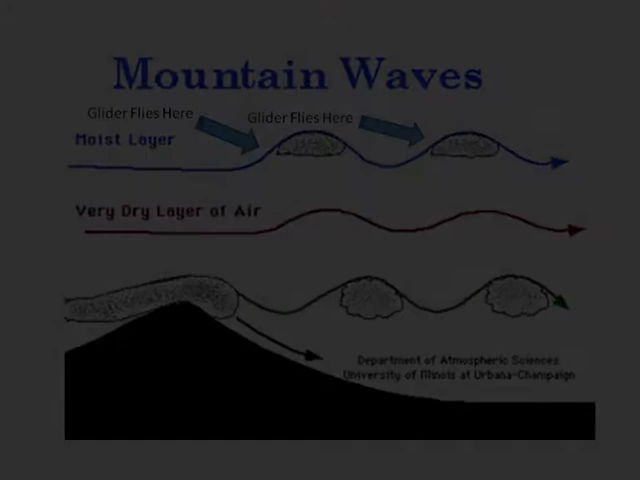 Mountain Waves
Glider Flies Here
Glider Flies Here
Moist Layer
Very Dry Layer of Air
Department of Atmospheric Sciences
University of Illinois at Urbana-Champaign